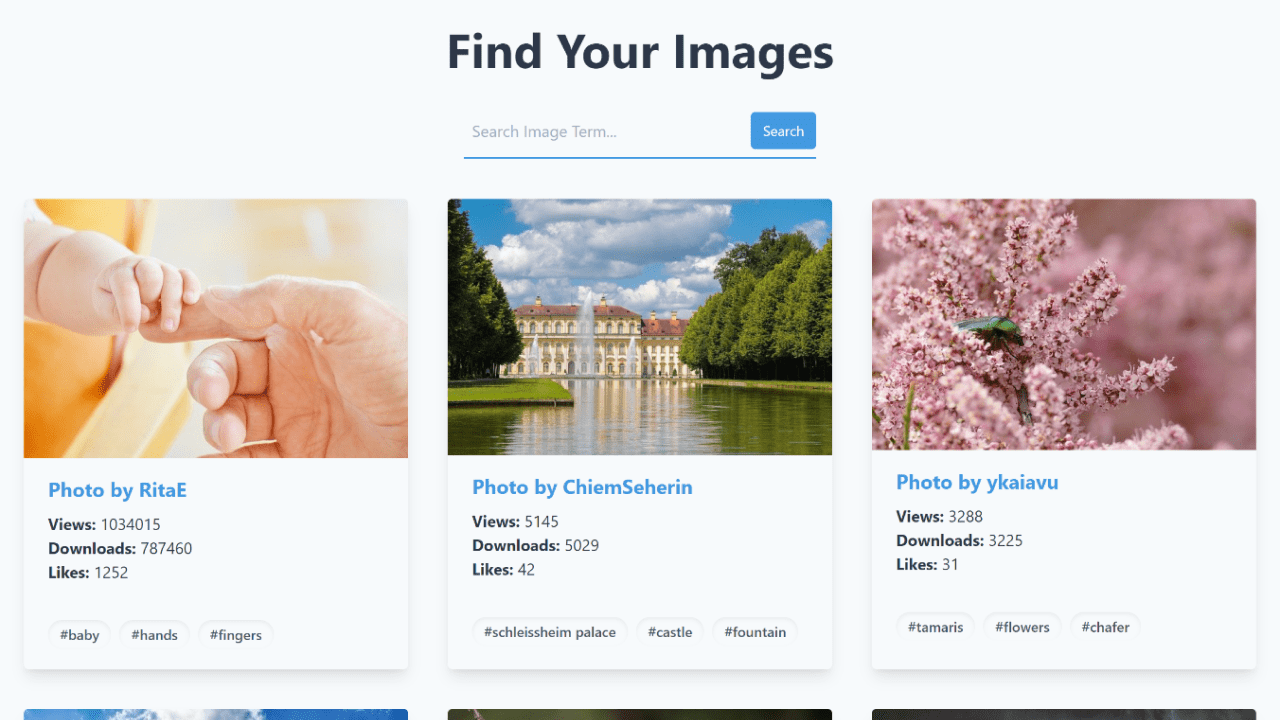 Find Your Images
Search Image Term...
Search
Photo by RitaE
Views: 1034015
Downloads: 787460
Likes: 1252
#baby
#hands
#fingers
Photo by ChiemSeherin
Views: 5145
Downloads: 5029
Likes: 42
#schleissheim palace
#castle
#fountain
Photo by ykaiavu
Views: 3288
Downloads: 3225
Likes: 31
#tamaris
#flowers
#chafer